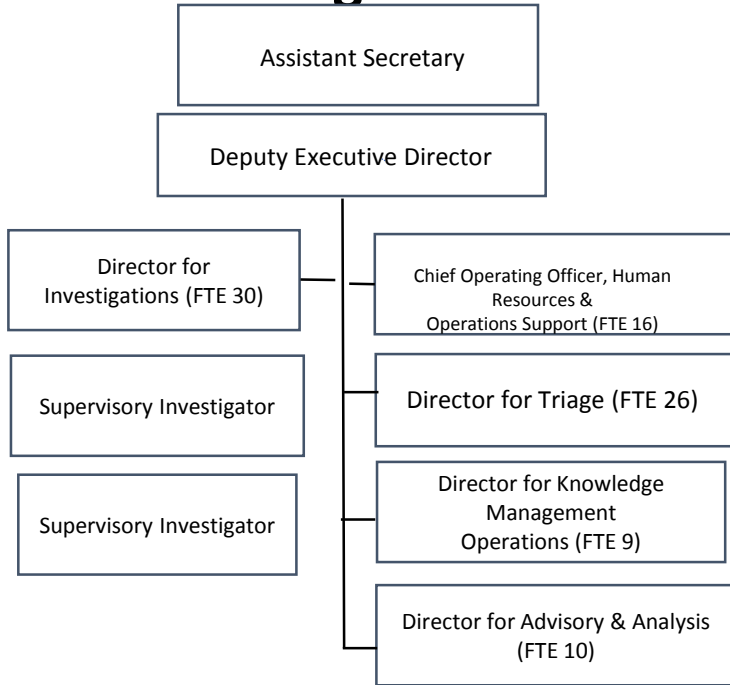 Assistant Secretary
Deputy Executive Director
Director for
Investigations (FTE 30)
Chief Operating Officer, Human
Resources &
Operations Support (FTE 16)
Supervisory Investigator
Director for Triage (FTE 26)
Supervisory Investigator
Director for Knowledge
Management
Operations (FTE 9)
Director for Advisory & Analysis
(FTE 10)